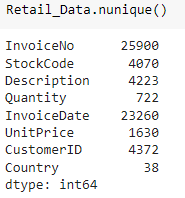 Retail_Data.nunique()
InvoiceNo 25900
StockCode 4070
Description 4223
Quantity 722
InvoiceDate 23260
UnitPrice 1630
CustomerID 4372
Country 38
dtype: int64